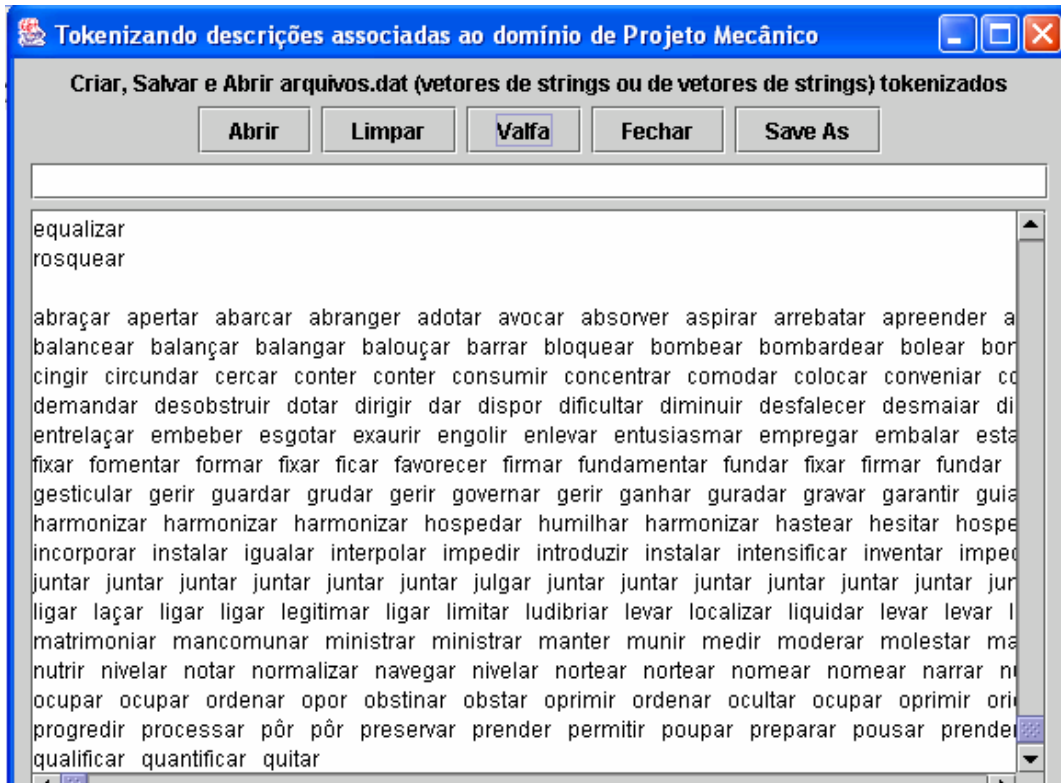 Tokenizando descrições associadas ao domínio de Projeto Mecânico
Criar, Salvar e Abrir arquivos.dat (vetores de strings ou de vetores de strings) tokenizados
Abrir Limpar Valfa Fechar Save As
equalizar
rosquear
abraçar apertar abarcar abranger adotar avocar absorver aspirar arrebatar apreender a
balancear balançar balangar balouçar barrar bloquear bombear bombardear bolear
cingir circundar cercar conter conter consumir concentrar comodar colocar conveniar
demandar desobstruir dotar dirigir dar dispor dificultar diminuir desfalecer desmaiar di
entrelaçar embeber esgotar exaurir engolir enlevar entusiasmar empregar embalar esta
fixar fomentar formar fixar ficar favorecer firmar fundamentar fundar fixar firmar fundar
gesticular gerir guardar grudar gerir governar gerir ganhar guradar gravar garantir guia
harmonizar harmonizar harmonizar hospedar humilhar harmonizar hastear hesitar hospe
incorporar instalar igualar interpolar impedir introduzir instalar intensificar inventar
juntar juntar juntar juntar juntar juntar julgar juntar juntar juntar juntar juntar juntar
ligar laçar ligar ligar legitimar ligar limitar ludibriar levar localizar liquidar levar levar
matrimoniar mancomunar ministrar ministrar manter munir medir moderar molestar ma
nutrir nivelar notar normalizar navegar nivelar nortear nortear nomear nomear narrar
ocupar ocupar ordenar opor obstinar obstar oprimir ordenar ocultar ocupar oprimir
progredir processar pôr pôr preservar prender permitir poupar preparar pousar prender
qualificar quantificar quitar